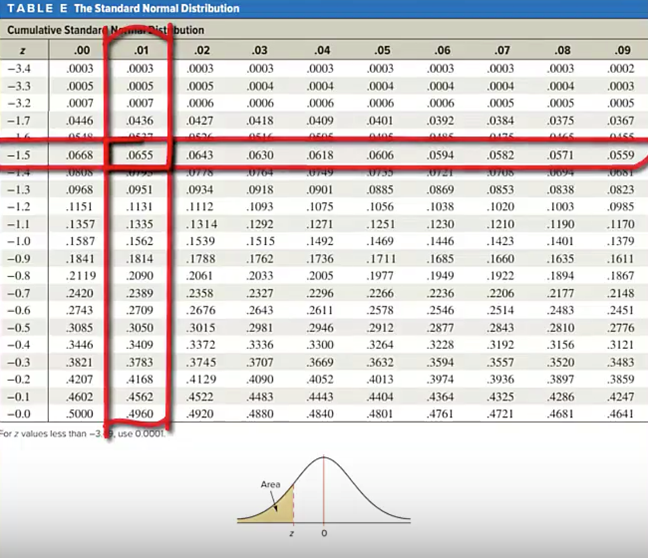 TABLE E The Standard Normal Distribution
Cumulative Standard Normal Distribution
z .00 .01 .02 .03 .04 .05 .06 .07 .08 .09
−3.4 .0003 .0003 .0003 .0003 .0003 .0003 .0003 .0003 .0003 .0002
−3.3 .0005 .0005 .0005 .0004 .0004 .0004 .0004 .0004 .0004 .0003
−3.2 .0007 .0007 .0006 .0006 .0006 .0006 .0006 .0005 .0005 .0005
−1.7 .0446 .0436 .0427 .0418 .0409 .0401 .0392 .0384 .0375 .0367
−1.6 .0548 .0537 .0526 .0516 .0505 .0495 .0485 .0475 .0465 .0455
−1.5 .0668 .0655 .0643 .0630 .0618 .0606 .0594 .0582 .0571 .0559
−1.4 .0808 .0793 .0778 .0764 .0749 .0735 .0721 .0708 .0694 .0681
−1.3 .0968 .0951 .0934 .0918 .0901 .0885 .0869 .0853 .0838 .0823
−1.2 .1151 .1131 .1112 .1093 .1075 .1056 .1038 .1020 .1003 .0985
−1.1 .1357 .1335 .1314 .1292 .1271 .1251 .1230 .1210 .1190 .1170
−1.0 .1587 .1562 .1539 .1515 .1492 .1469 .1446 .1423 .1401 .1379
−0.9 .1841 .1814 .1788 .1762 .1736 .1711 .1685 .1660 .1635 .1611
−0.8 .2119 .2090 .2061 .2033 .2005 .1977 .1949 .1922 .1894 .1867
−0.7 .2420 .2389 .2358 .2327 .2296 .2266 .2236 .2206 .2177 .2148
−0.6 .2743 .2709 .2676 .2643 .2611 .2578 .2546 .2514 .2483 .2451
−0.5 .3085 .3050 .3015 .2981 .2946 .2912 .2877 .2843 .2810 .2776
−0.4 .3446 .3409 .3372 .3336 .3300 .3264 .3228 .3192 .3156 .3121
−0.3 .3821 .3783 .3745 .3707 .3669 .3632 .3594 .3557 .3520 .3483
−0.2 .4207 .4168 .4129 .4090 .4052 .4013 .3974 .3936 .3897 .3859
−0.1 .4602 .4562 .4522 .4483 .4443 .4404 .4364 .4325 .4286 .4247
−0.0 .5000 .4960 .4920 .4880 .4840 .4801 .4761 .4721 .4681 .4641
For z values less than −3.49, use 0.0001.
Area
z 0